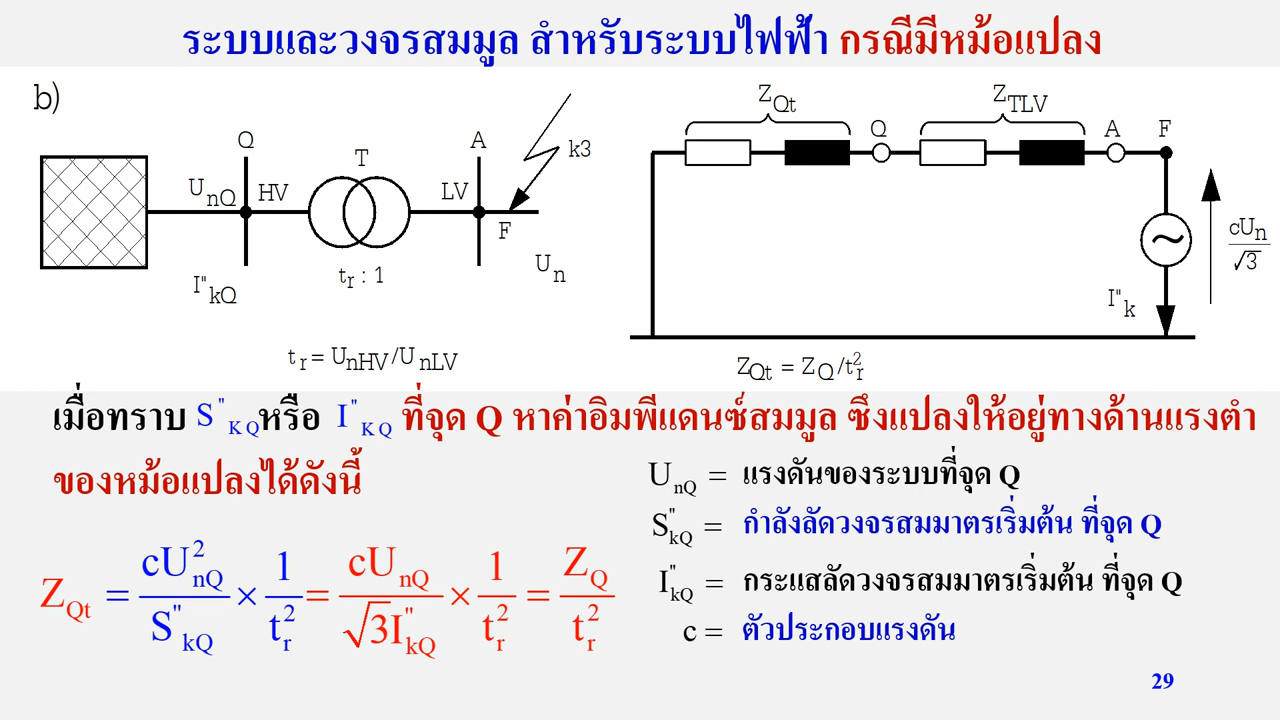 ระบบและวงจรสมมูล สำหรับระบบไฟฟ้า กรณีมีหม้อแปลง
b)
Q
T
A
k3
UnQ
HV
LV
F
Un
I"kQ
tr : 1
tr = UnHV/UnLV
ZQt
ZTLV
Q
A
F
cUn/√3
I"k
ZQt = ZQ/tr²
เมื่อทราบ S"KQ หรือ I"KQ ที่จุด Q หาค่าอิมพีแดนซ์สมมูล ซึ่งแปลงให้อยู่ทางด้านแรงต่ำ
ของหม้อแปลงได้ดังนี้
ZQt = cU²nQ/S"kQ × 1/tr² = cUnQ/√3I"kQ × 1/tr² = ZQ/tr²
UnQ = แรงดันของระบบที่จุด Q
S"kQ = กำลังลัดวงจรสมมาตรเริ่มต้น ที่จุด Q
I"kQ = กระแสลัดวงจรสมมาตรเริ่มต้น ที่จุด Q
c = ตัวประกอบแรงดัน
29